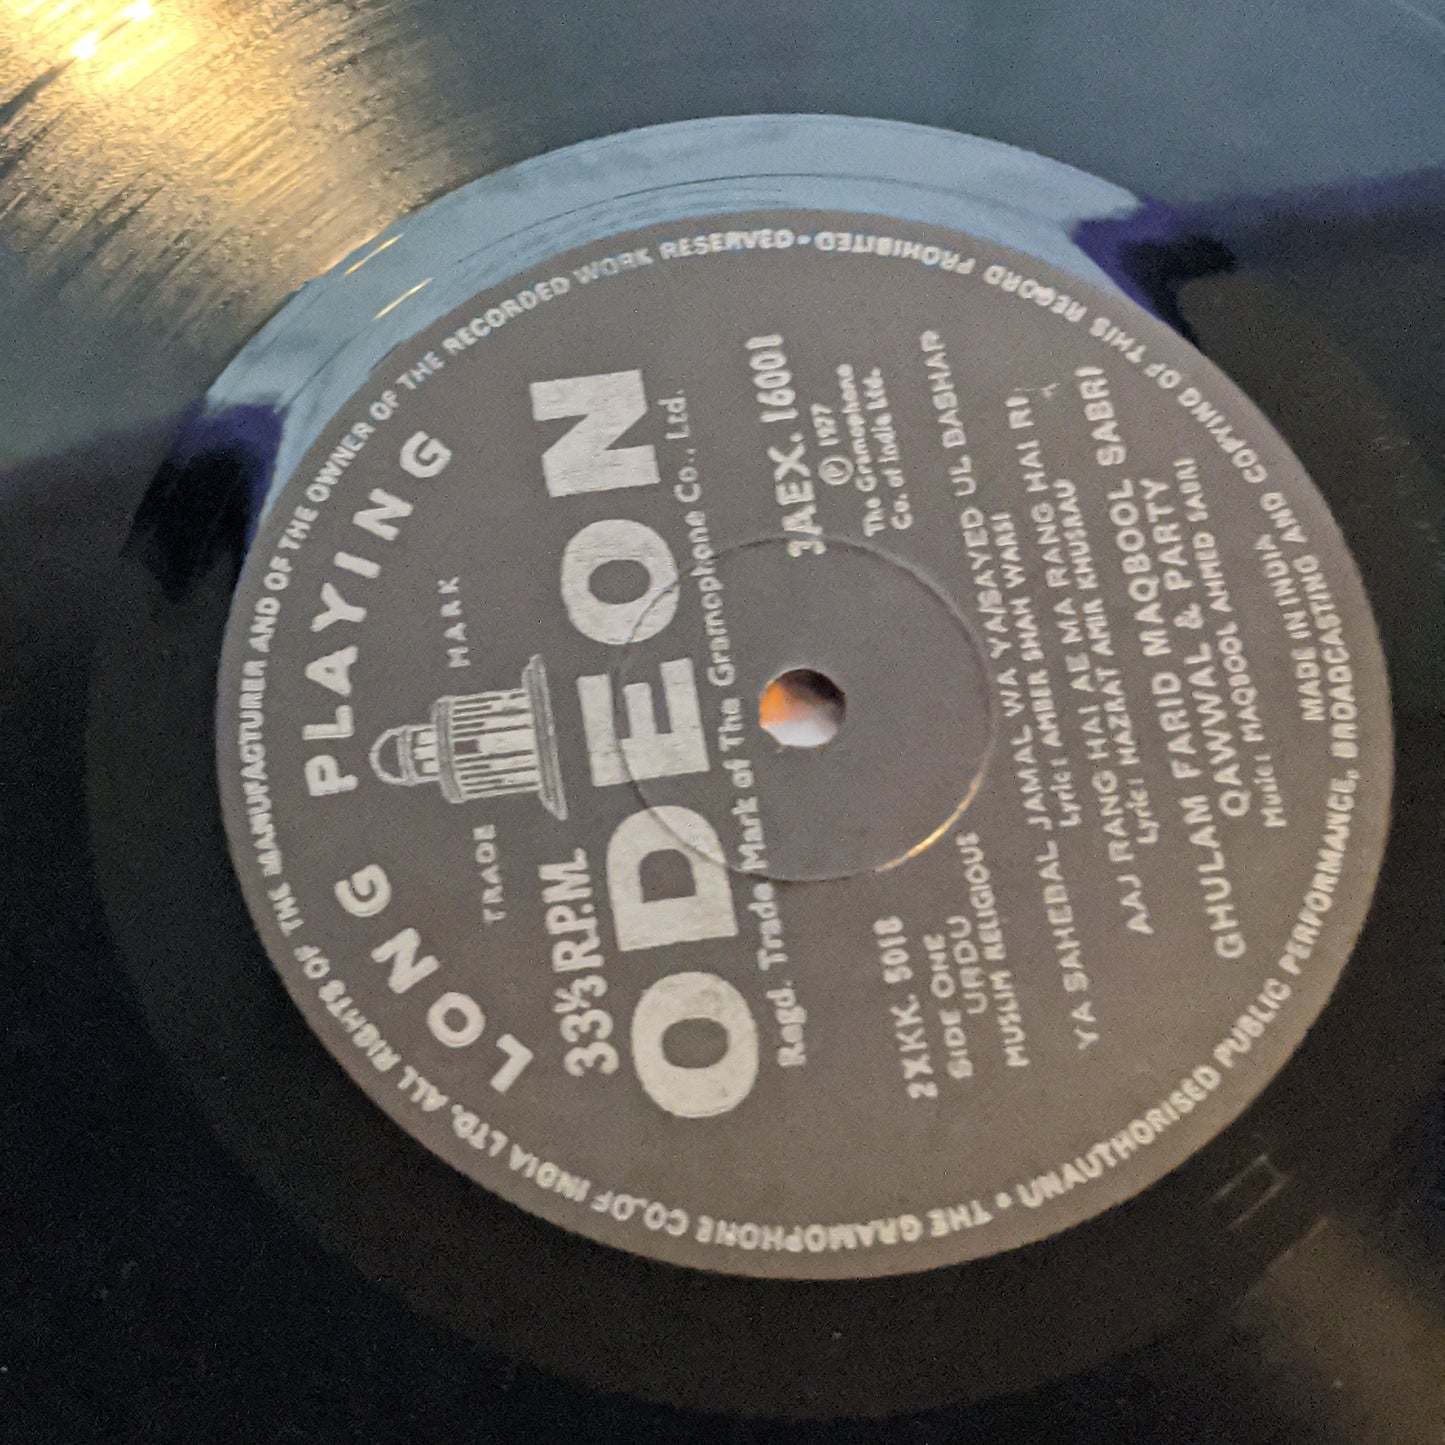 LONG PLAYING
TRADE MARK
33⅓ R.P.M.
ODEON
Regd. Trade Mark of The Gramophone Co., Ltd.
2XKK. 5018
SIDE ONE
URDU
MUSLIM RELIGIOUS
3AEX. 16001
Ⓟ 1977
The Gramophone
Co. of India Ltd.
YA SAHEBAL JAMAL WA YA/SAYED UL BASHAR
Lyric: AMBER SHAH WARSI
AAJ RANG HAI AE MA RANG HAI RI
Lyric: HAZRAT AMIR KHUSRAU
GHULAM FARID MAQBOOL SABRI
QAWWAL & PARTY
Music: MAQBOOL AHMED SABRI
MADE IN INDIA
THE GRAMOPHONE CO. OF INDIA LTD. ALL RIGHTS OF THE MANUFACTURER AND OF THE OWNER OF THE RECORDED WORK RESERVED • UNAUTHORISED PUBLIC PERFORMANCE, BROADCASTING AND COPYING OF THIS RECORD PROHIBITED